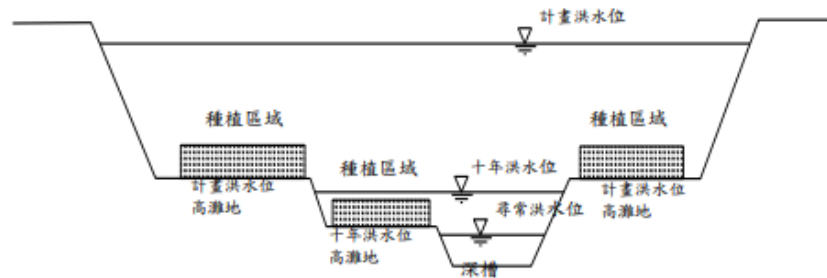 計畫洪水位
種植區域
種植區域
種植區域
十年洪水位
計畫洪水位
高灘地
計畫洪水位
高灘地
尋常洪水位
十年洪水位
高灘地
深槽